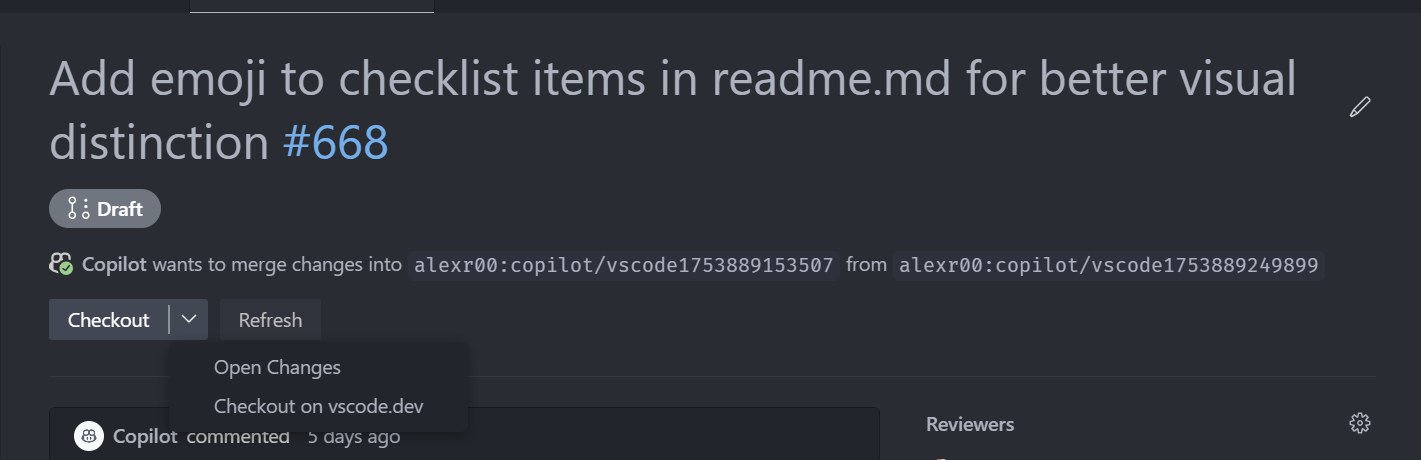 Add emoji to checklist items in readme.md for better visual
distinction #668
Draft
Copilot wants to merge changes into alexr00:copilot/vscode1753889153507 from alexr00:copilot/vscode1753889249899
Checkout
Refresh
Open Changes
Checkout on vscode.dev
Copilot commented 5 days ago
Reviewers